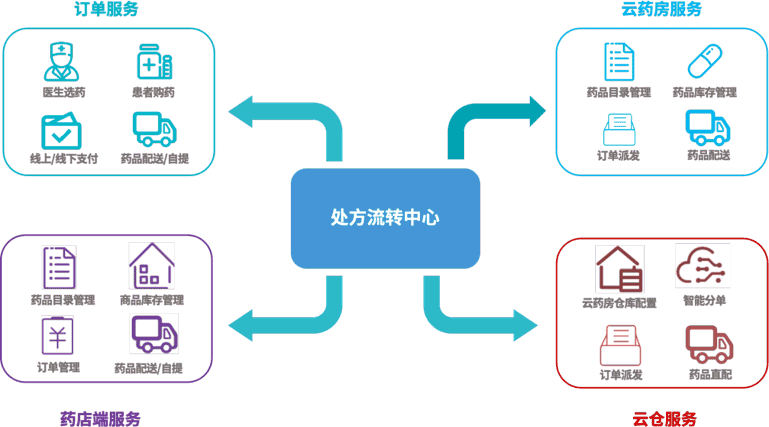 订单服务
医生选药
患者购药
线上/线下支付
药品配送/自提
云药房服务
药品目录管理
药品库存管理
订单派发
药品配送
处方流转中心
药品目录管理
商品库存管理
¥
订单管理
药品配送/自提
药店端服务
云药房仓库配置
智能分单
订单派发
药品直配
云仓服务